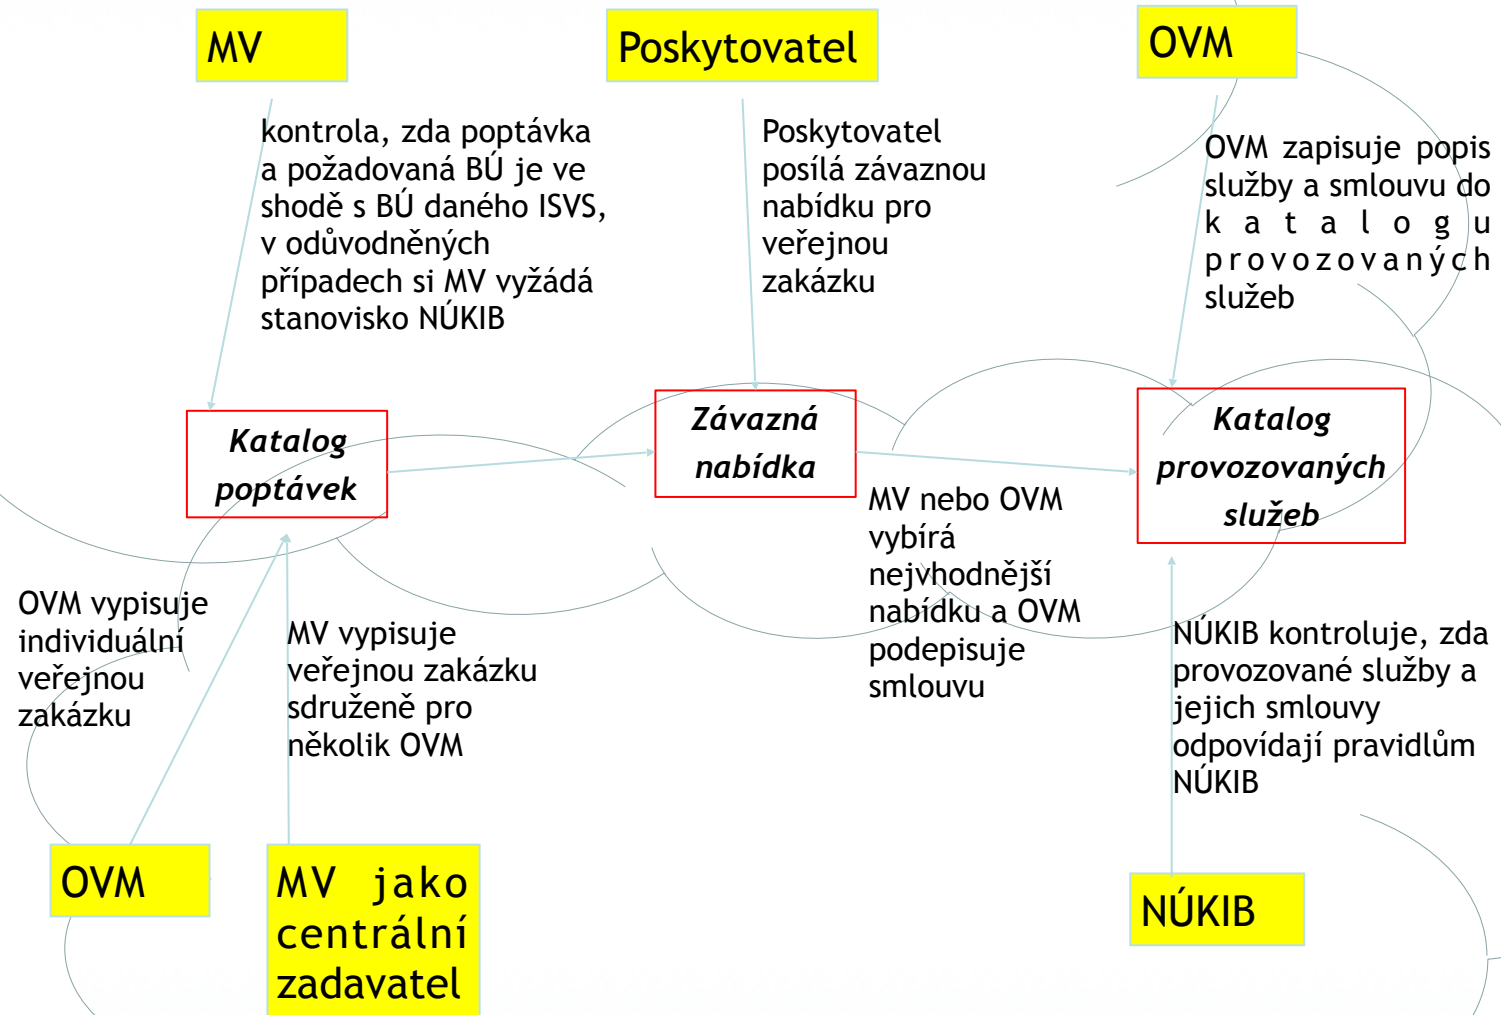 MV
Poskytovatel
OVM
kontrola, zda poptávka
a požadovaná BÚ je ve
shodě s BÚ daného ISVS,
v odůvodněných
případech si MV vyžádá
stanovisko NÚKIB
Poskytovatel
posílá závaznou
nabídku pro
veřejnou
zakázku
OVM zapisuje popis
služby a smlouvu do
katalogu
provozovaných
služeb
Katalog
poptávek
Závazná
nabídka
Katalog
provozovaných
služeb
MV nebo OVM
vybírá
nejvhodnější
nabídku a OVM
podepisuje
smlouvu
OVM vypisuje
individuální
veřejnou
zakázku
MV vypisuje
veřejnou zakázku
sdruženě pro
několik OVM
NÚKIB kontroluje, zda
provozované služby a
jejich smlouvy
odpovídají pravidlům
NÚKIB
OVM
MV jako
centrální
zadavatel
NÚKIB